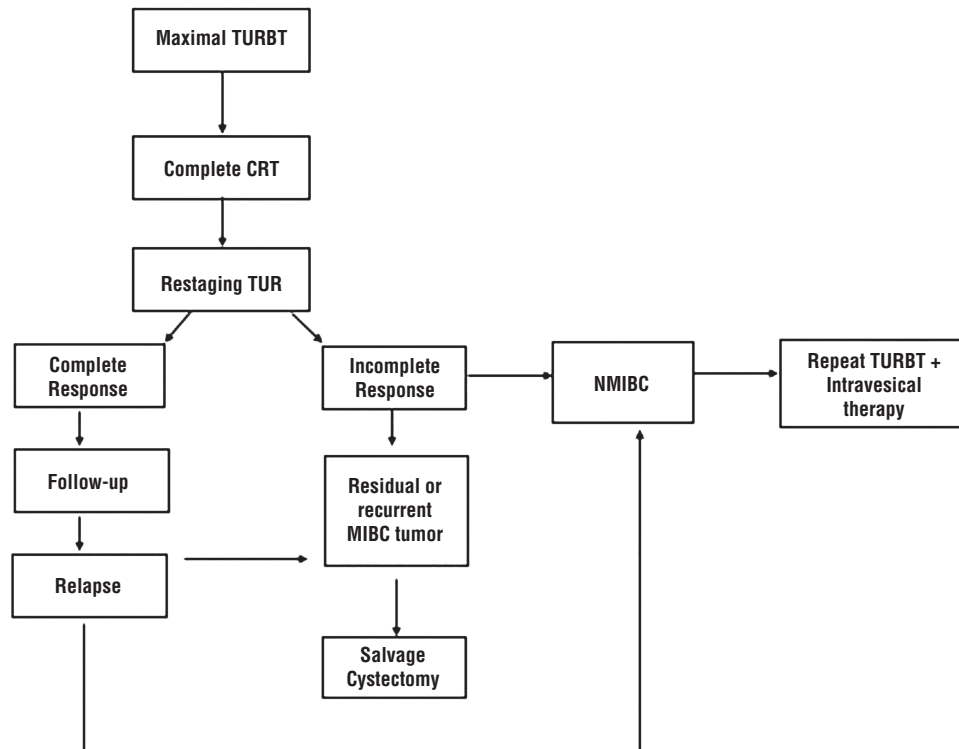 Maximal TURBT
Complete CRT
Restaging TUR
Complete
Response
Incomplete
Response
NMIBC
Repeat TURBT +
Intravesical
therapy
Follow-up
Residual or
recurrent
MIBC tumor
Relapse
Salvage
Cystectomy